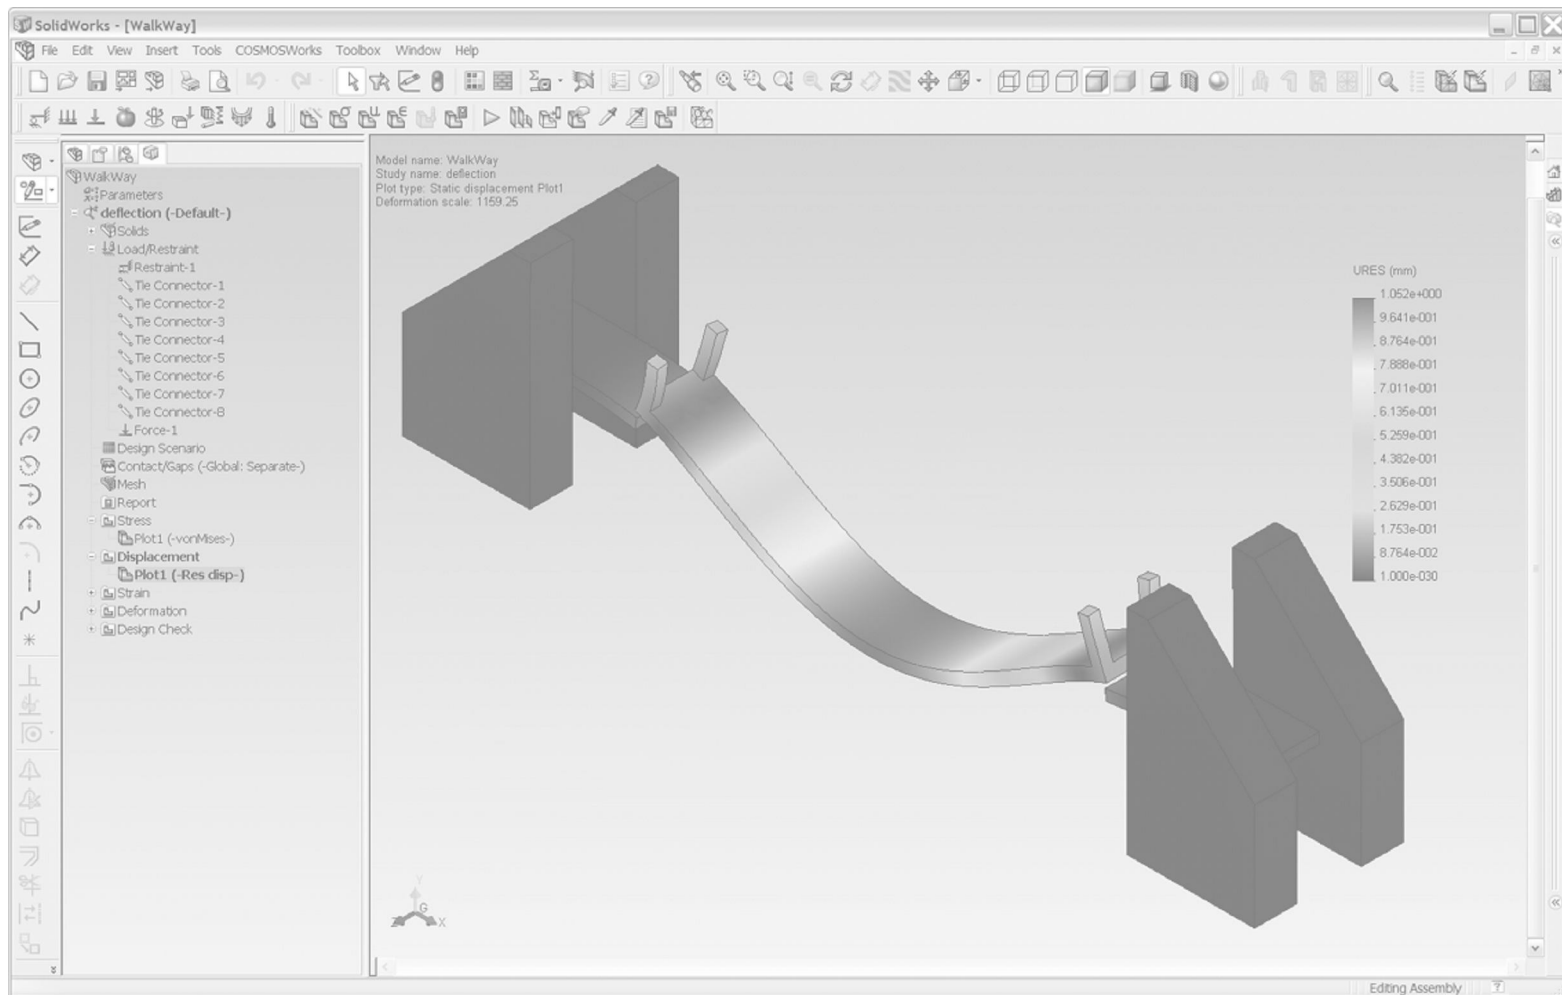 SolidWorks - [WalkWay]
File Edit View Insert Tools COSMOSWorks Toolbox Window Help
WalkWay
Parameters
deflection (-Default-)
Solids
Load/Restraint
Restraint-1
Tie Connector-1
Tie Connector-2
Tie Connector-3
Tie Connector-4
Tie Connector-5
Tie Connector-6
Tie Connector-7
Tie Connector-8
Force-1
Design Scenario
Contact/Gaps (-Global: Separate-)
Mesh
Report
Stress
Plot1 (-vonMises-)
Displacement
Plot1 (-Res disp-)
Strain
Deformation
Design Check
Model name: WalkWay
Study name: deflection
Plot type: Static displacement Plot1
Deformation scale: 1159.25
URES (mm)
1.052e+000
9.641e-001
8.764e-001
7.888e-001
7.011e-001
6.135e-001
5.259e-001
4.382e-001
3.506e-001
2.629e-001
1.753e-001
8.764e-002
1.000e-030
Y
G
Z
X
Editing Assembly